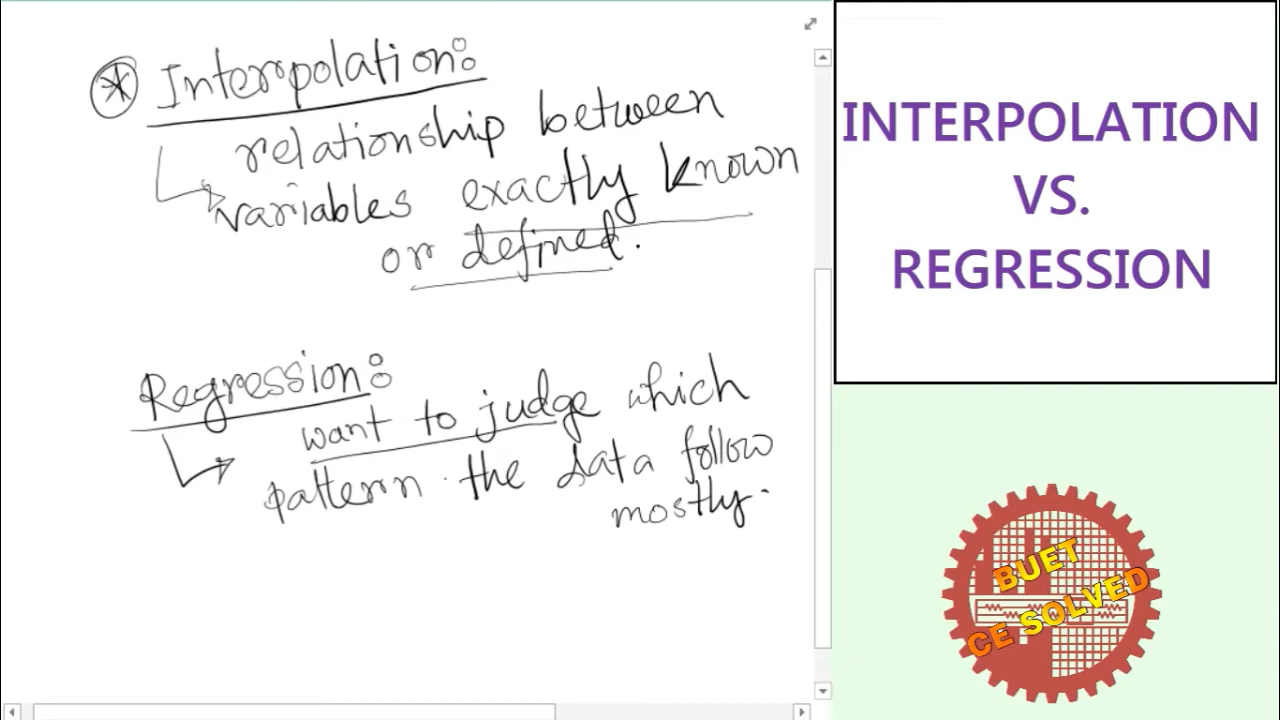 Interpolation:
relationship between
variables exactly known
or defined.
Regression:
want to judge which
pattern the data follow
mostly.
INTERPOLATION
VS.
REGRESSION
BUET
CE SOLVED